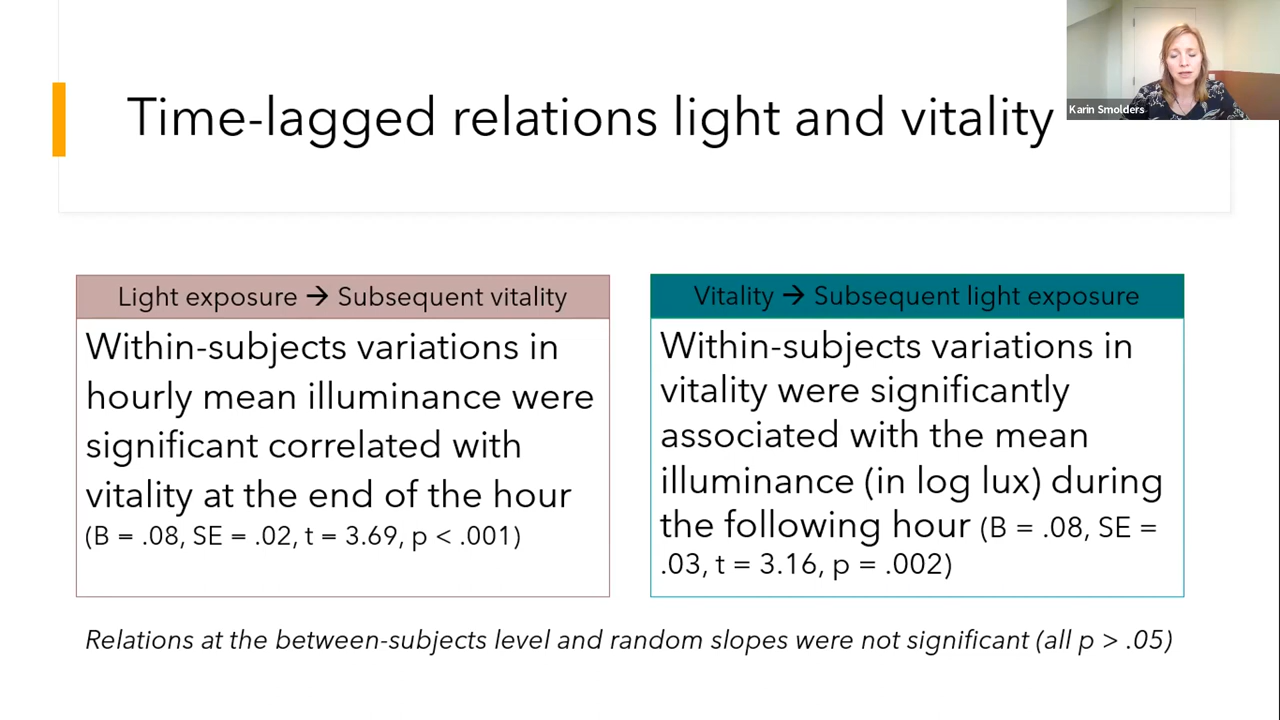 Time-lagged relations light and vitality
Karin Smolders
Light exposure → Subsequent vitality
Within-subjects variations in
hourly mean illuminance were
significant correlated with
vitality at the end of the hour
(B = .08, SE = .02, t = 3.69, p < .001)
Vitality → Subsequent light exposure
Within-subjects variations in
vitality were significantly
associated with the mean
illuminance (in log lux) during
the following hour (B = .08, SE =
.03, t = 3.16, p = .002)
Relations at the between-subjects level and random slopes were not significant (all p > .05)